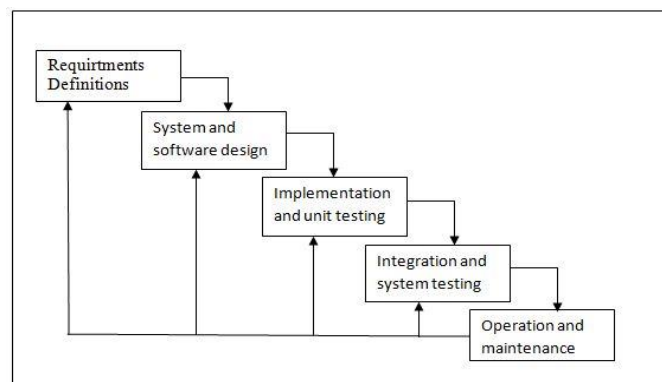 Requirtments
Definitions
System and
software design
Implementation
and unit testing
Integration and
system testing
Operation and
maintenance